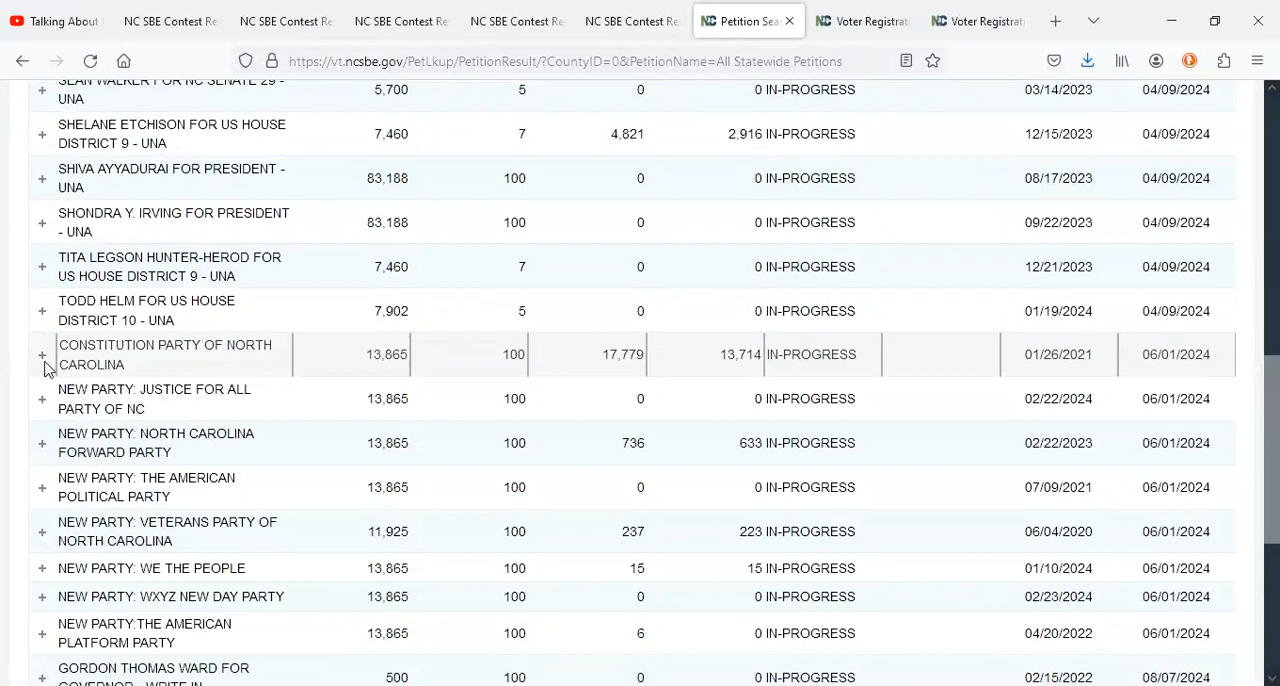 Talking About
NC SBE Contest Re
NC SBE Contest Re
NC SBE Contest Re
NC SBE Contest Re
NC SBE Contest Re
NC Petition Sea
NC Voter Registrat
NC Voter Registrat
https://vt.ncsbe.gov/PetLkup/PetitionResult/?CountyID=0&PetitionName=All Statewide Petitions
SEAN WALKER FOR NC SENATE 29 -
UNA
5,700 5 0 0 IN-PROGRESS 03/14/2023 04/09/2024
SHELANE ETCHISON FOR US HOUSE
DISTRICT 9 - UNA
7,460 7 4,821 2,916 IN-PROGRESS 12/15/2023 04/09/2024
SHIVA AYYADURAI FOR PRESIDENT -
UNA
83,188 100 0 0 IN-PROGRESS 08/17/2023 04/09/2024
SHONDRA Y. IRVING FOR PRESIDENT
- UNA
83,188 100 0 0 IN-PROGRESS 09/22/2023 04/09/2024
TITA LEGSON HUNTER-HEROD FOR
US HOUSE DISTRICT 9 - UNA
7,460 7 0 0 IN-PROGRESS 12/21/2023 04/09/2024
TODD HELM FOR US HOUSE
DISTRICT 10 - UNA
7,902 5 0 0 IN-PROGRESS 01/19/2024 04/09/2024
CONSTITUTION PARTY OF NORTH
CAROLINA
13,865 100 17,779 13,714 IN-PROGRESS 01/26/2021 06/01/2024
NEW PARTY: JUSTICE FOR ALL
PARTY OF NC
13,865 100 0 0 IN-PROGRESS 02/22/2024 06/01/2024
NEW PARTY: NORTH CAROLINA
FORWARD PARTY
13,865 100 736 633 IN-PROGRESS 02/22/2023 06/01/2024
NEW PARTY: THE AMERICAN
POLITICAL PARTY
13,865 100 0 0 IN-PROGRESS 07/09/2021 06/01/2024
NEW PARTY: VETERANS PARTY OF
NORTH CAROLINA
11,925 100 237 223 IN-PROGRESS 06/04/2020 06/01/2024
NEW PARTY: WE THE PEOPLE 13,865 100 15 15 IN-PROGRESS 01/10/2024 06/01/2024
NEW PARTY: WXYZ NEW DAY PARTY 13,865 100 0 0 IN-PROGRESS 02/23/2024 06/01/2024
NEW PARTY:THE AMERICAN
PLATFORM PARTY
13,865 100 6 0 IN-PROGRESS 04/20/2022 06/01/2024
GORDON THOMAS WARD FOR
GOVERNOR - WRITE IN
500 100 0 0 IN-PROGRESS 02/15/2022 08/07/2024